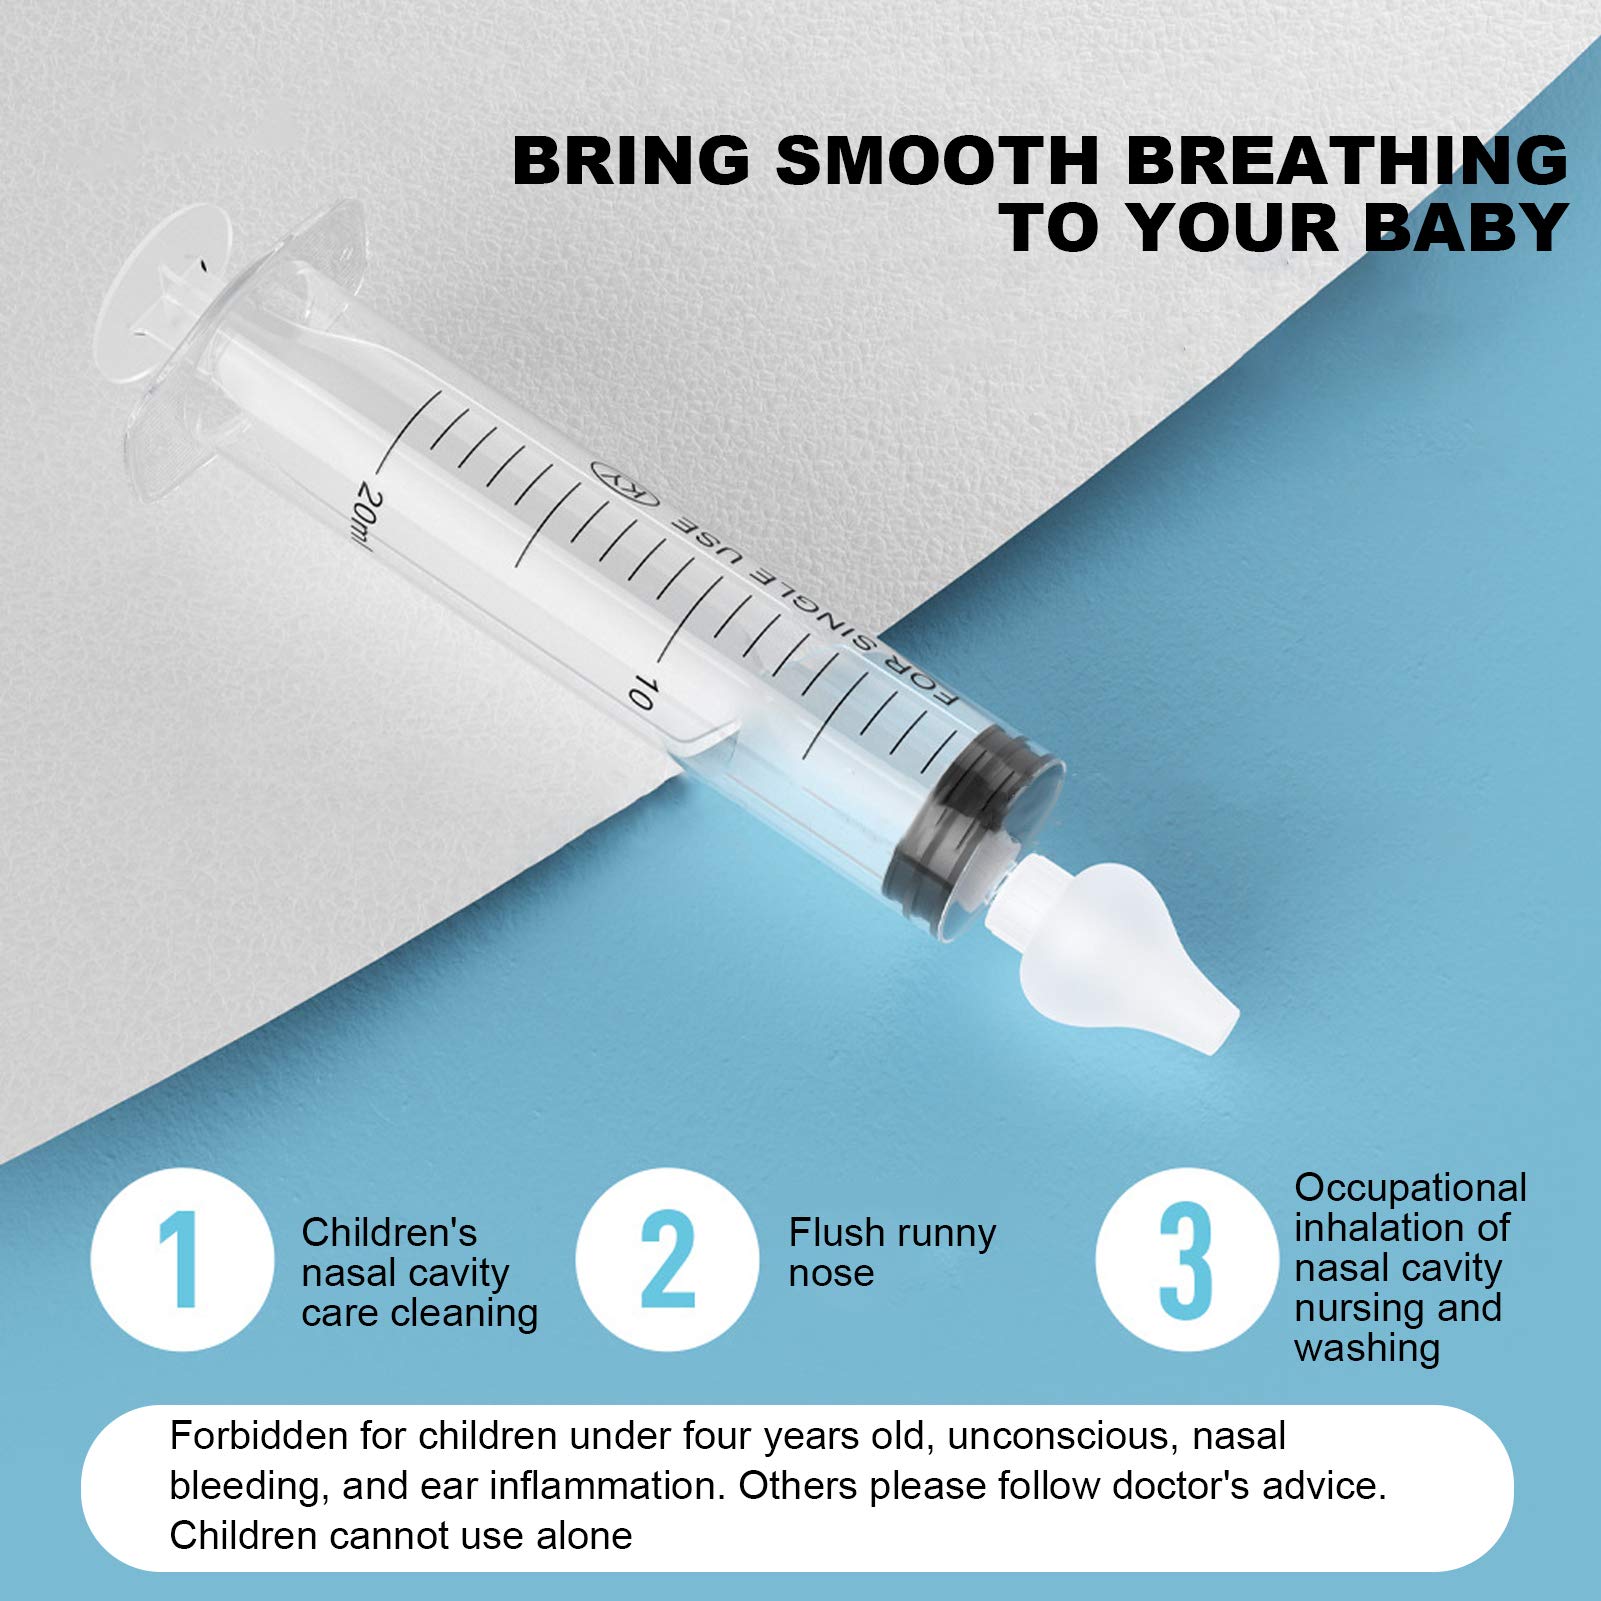 BRING SMOOTH BREATHING
TO YOUR BABY
20ml
10
FOR SINGLE USE KY
1
Children's
nasal cavity
care cleaning
2
Flush runny
nose
3
Occupational
inhalation of
nasal cavity
nursing and
washing
Forbidden for children under four years old, unconscious, nasal
bleeding, and ear inflammation. Others please follow doctor's advice.
Children cannot use alone